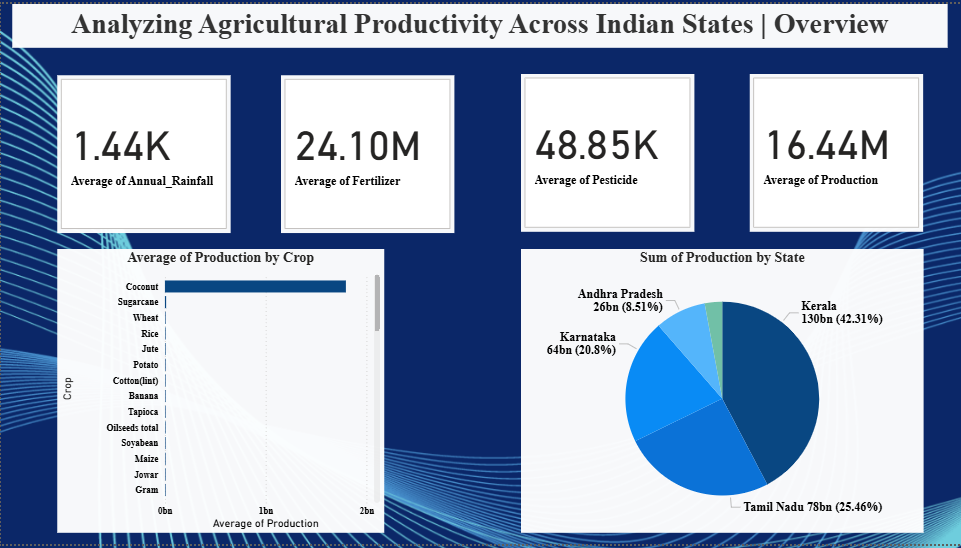 Analyzing Agricultural Productivity Across Indian States | Overview
1.44K
Average of Annual_Rainfall
24.10M
Average of Fertilizer
48.85K
Average of Pesticide
16.44M
Average of Production
Average of Production by Crop
Crop
Coconut
Sugarcane
Wheat
Rice
Jute
Potato
Cotton(lint)
Banana
Tapioca
Oilseeds total
Soyabean
Maize
Jowar
Gram
0bn 1bn 2bn
Average of Production
Sum of Production by State
Andhra Pradesh
26bn (8.51%)
Kerala
130bn (42.31%)
Karnataka
64bn (20.8%)
Tamil Nadu 78bn (25.46%)